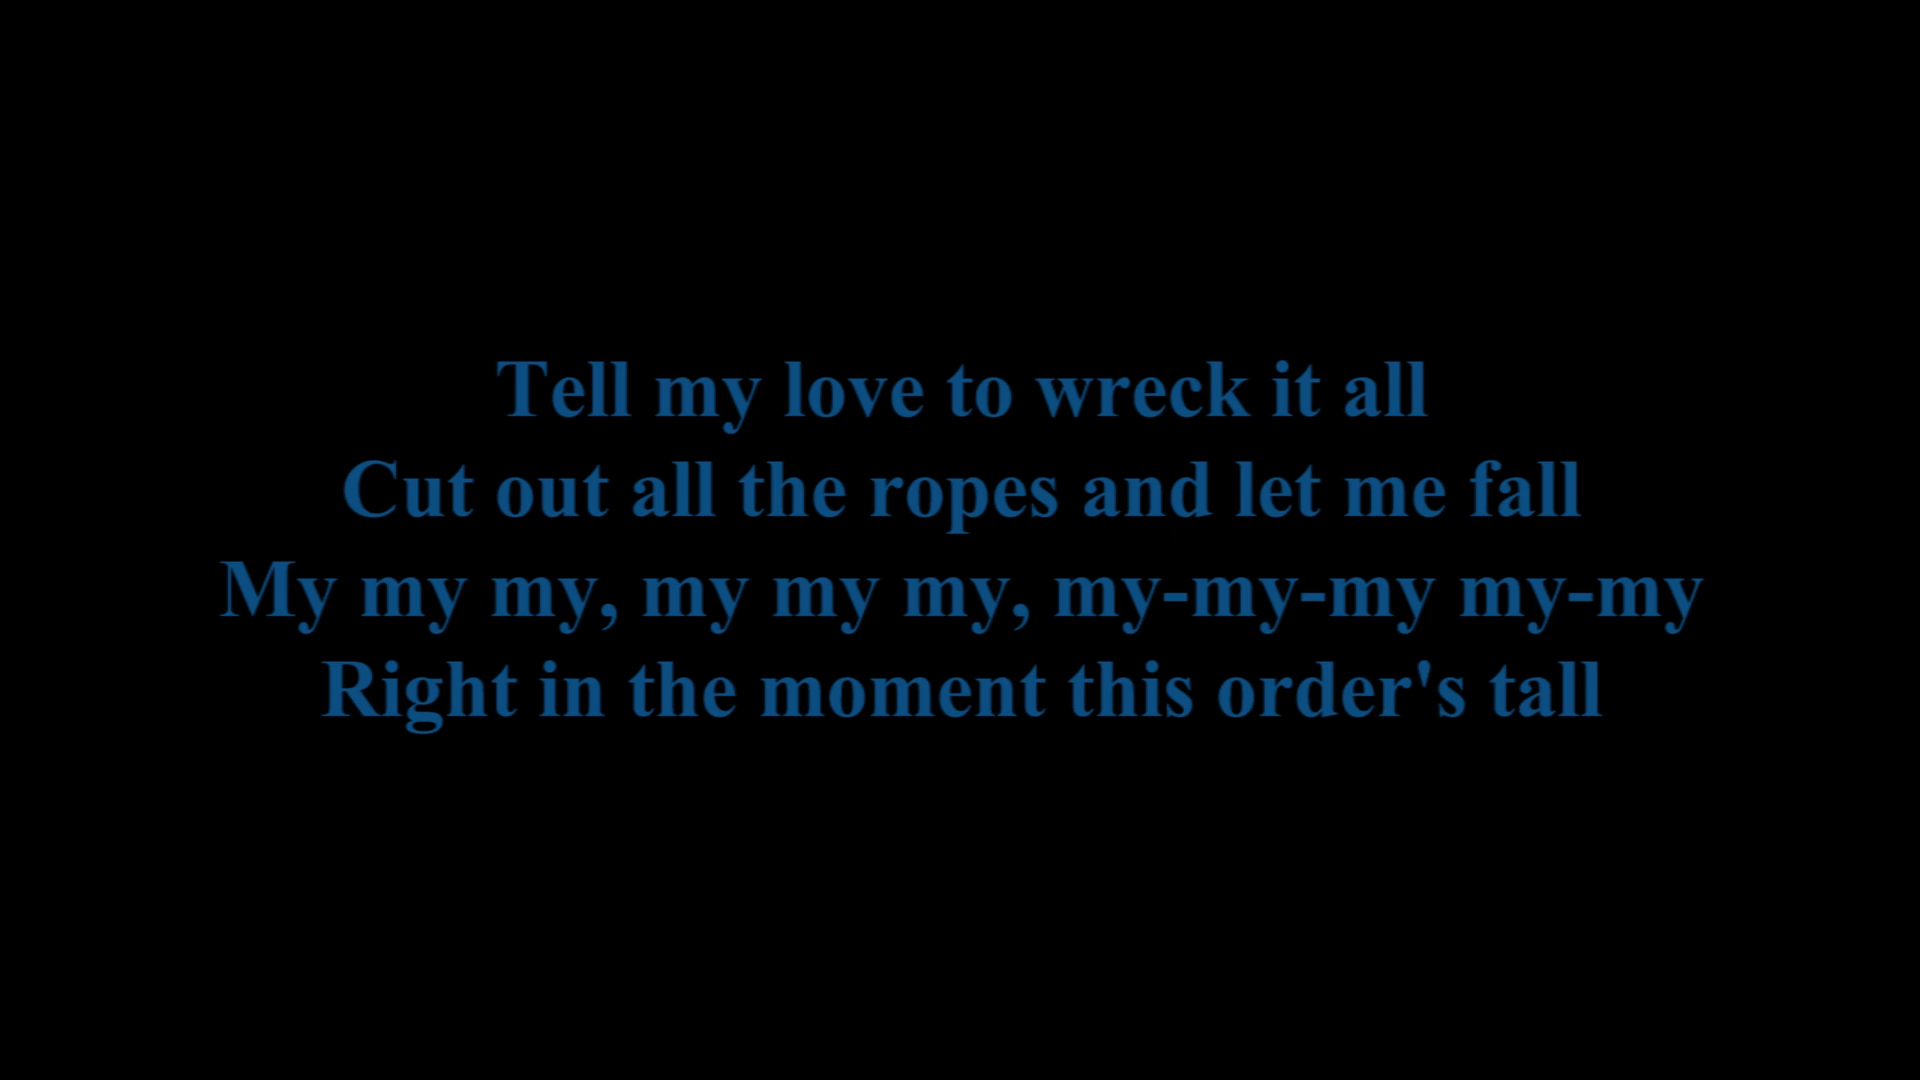 Tell my love to wreck it all
Cut out all the ropes and let me fall
My my my, my my my, my-my-my my-my
Right in the moment this order's tall